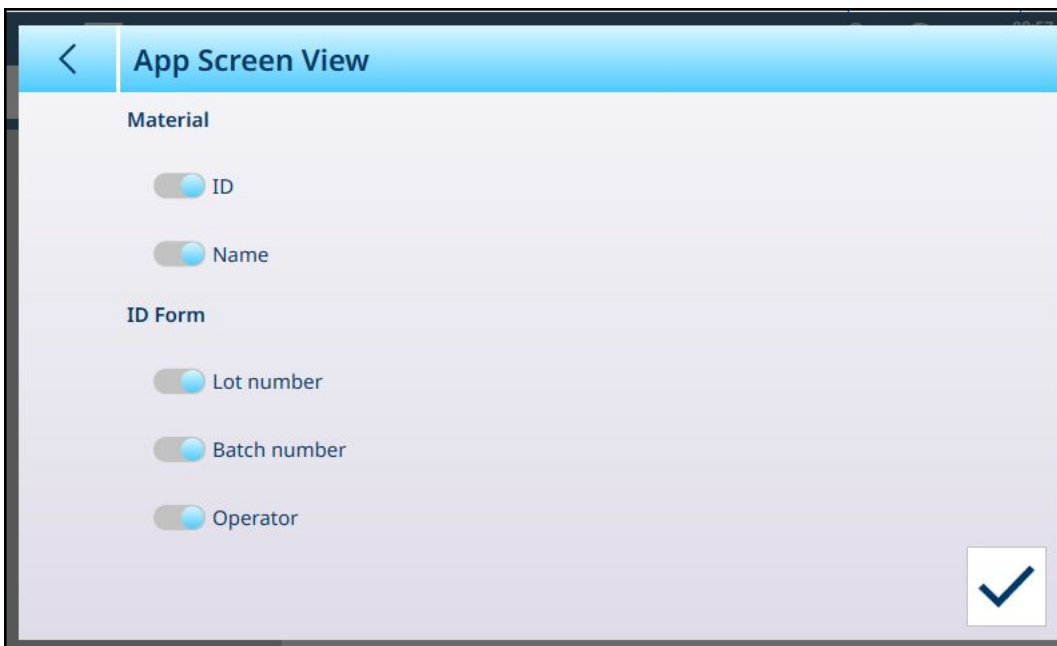 App Screen View
Material
ID
Name
ID Form
Lot number
Batch number
Operator